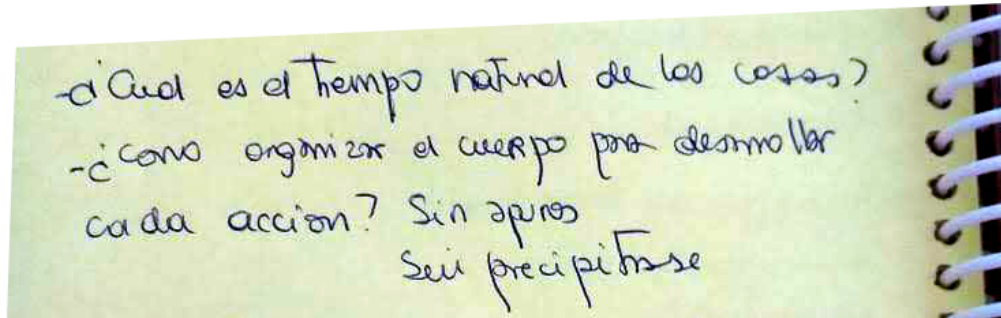 -¿Cual es el tiempo natural de las cosas?
-¿como organizar el cuerpo para desarrollar
cada accion? Sin apuros
Sin precipitarse